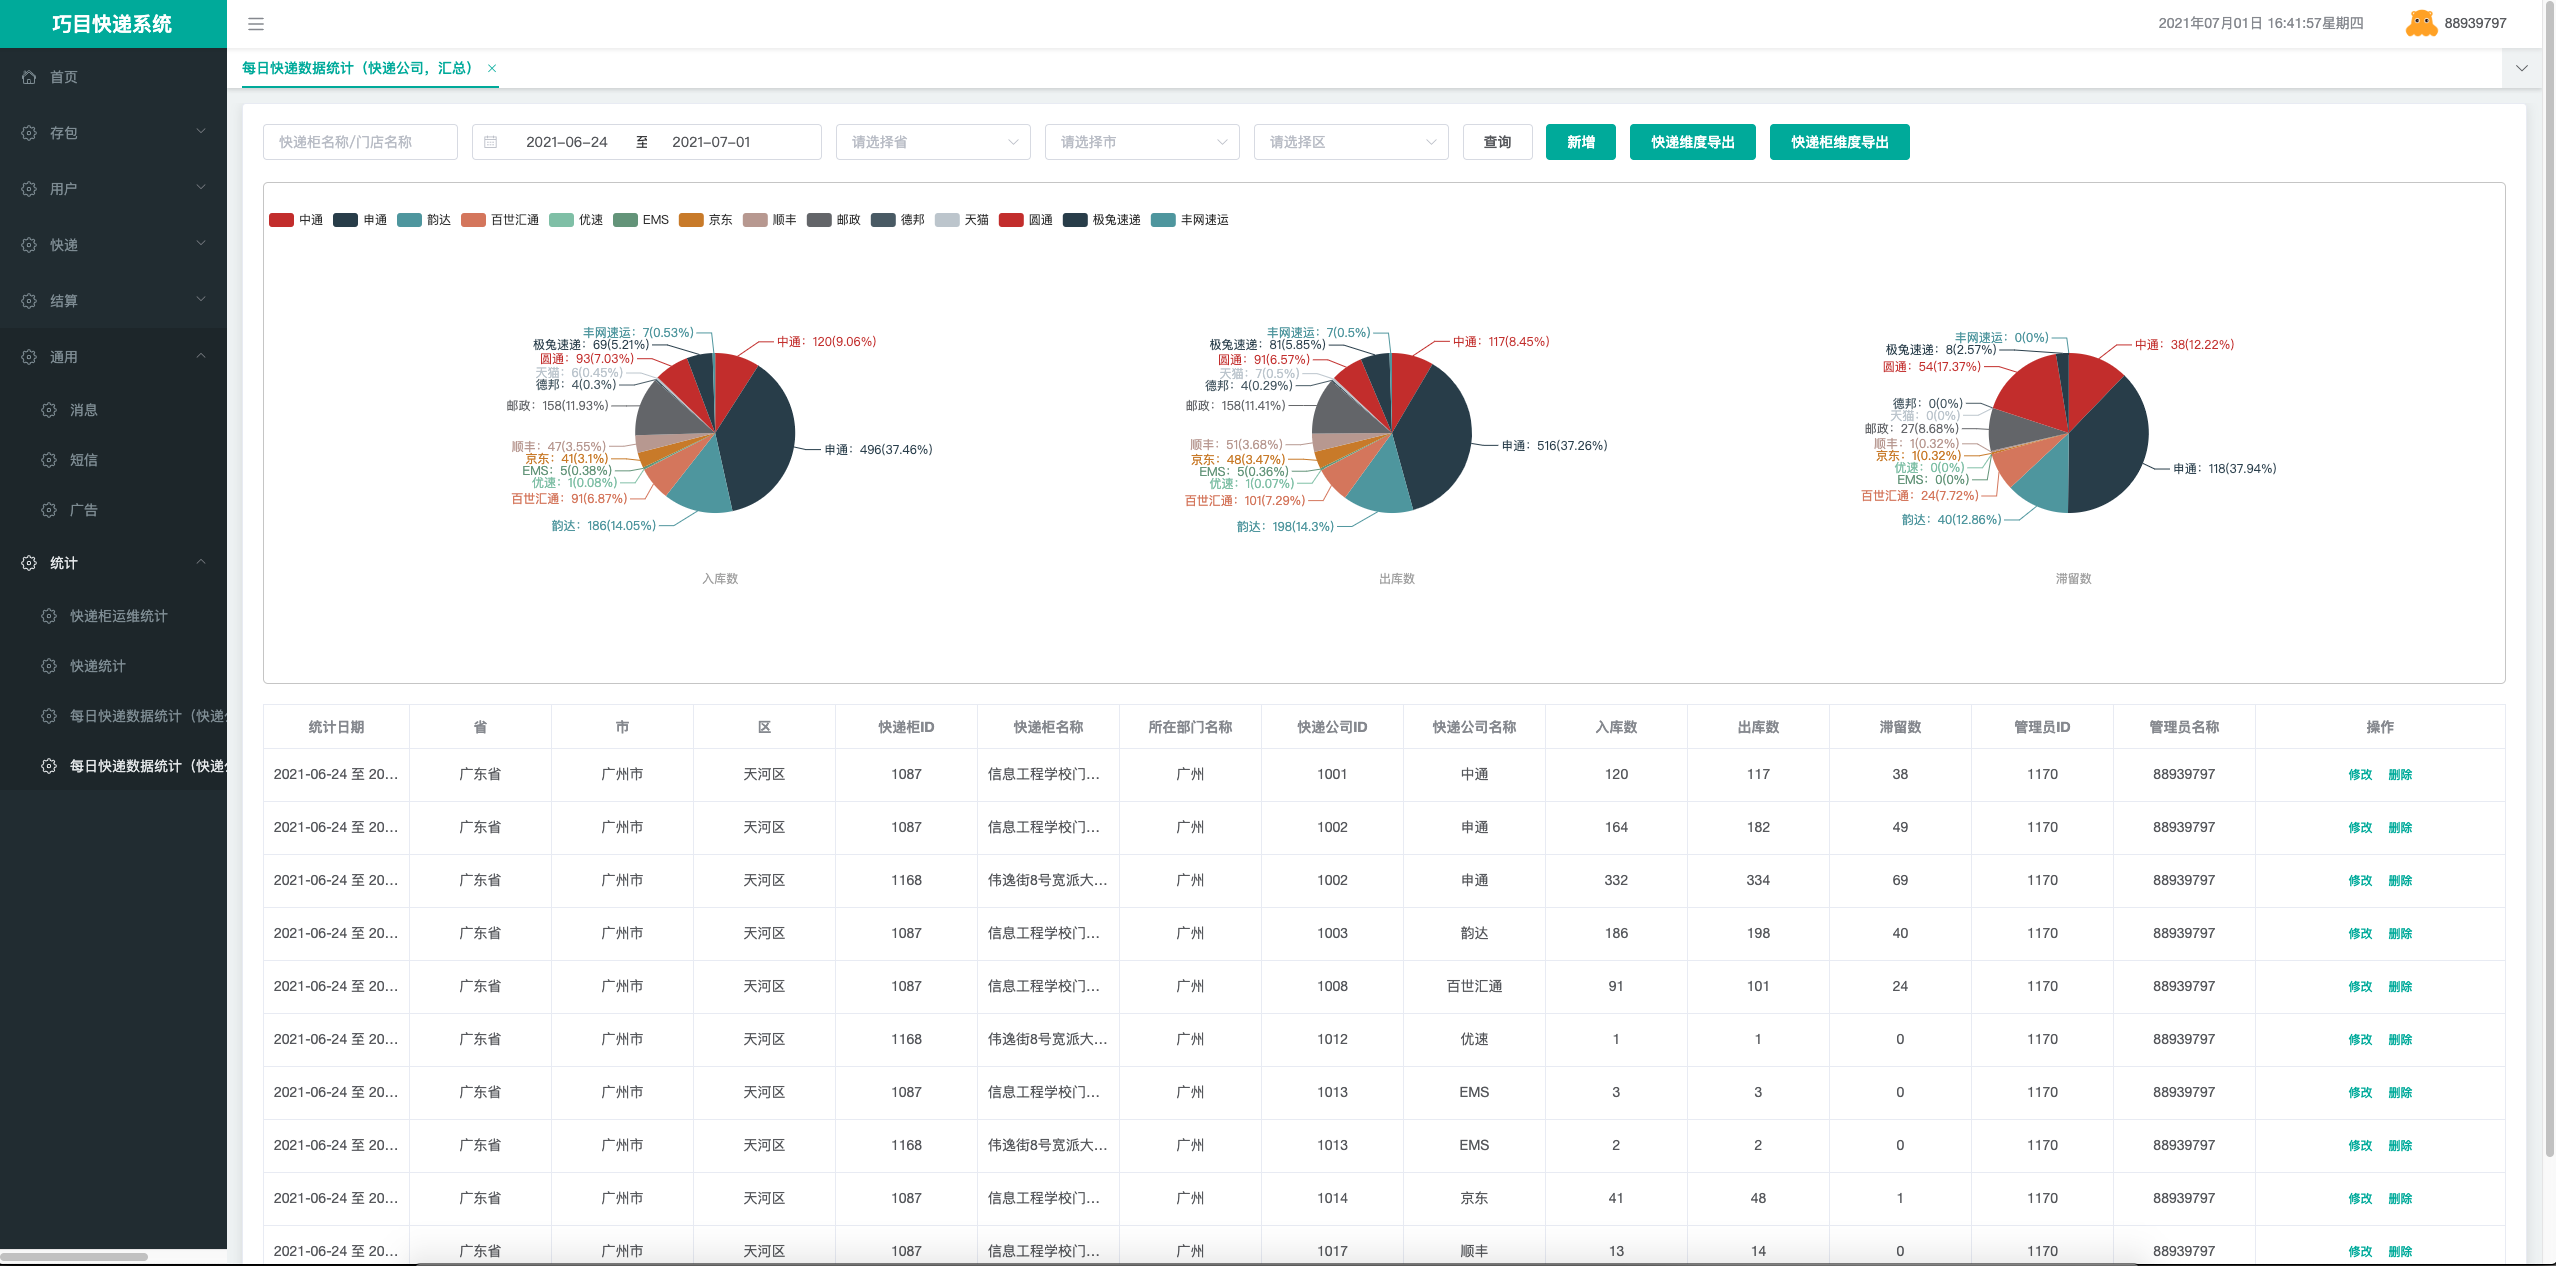 巧目快递系统
2021年07月01日 16:41:57星期四
88939797
首页
存包
用户
快递
结算
通用
消息
短信
广告
统计
快递柜运维统计
快递统计
每日快递数据统计（快递
每日快递数据统计（快递
每日快递数据统计（快递公司，汇总） ×
快递柜名称/门店名称
2021-06-24 至 2021-07-01
请选择省
请选择市
请选择区
查询
新增
快递维度导出
快递柜维度导出
中通 申通 韵达 百世汇通 优速 EMS 京东 顺丰 邮政 德邦 天猫 圆通 极兔速递 丰网速运
丰网速运：7(0.53%)
极兔速递：69(5.21%)
圆通：93(7.03%)
天猫：6(0.45%)
德邦：4(0.3%)
邮政：158(11.93%)
顺丰：47(3.55%)
京东：41(3.1%)
EMS：5(0.38%)
优速：1(0.08%)
百世汇通：91(6.87%)
韵达：186(14.05%)
中通：120(9.06%)
申通：496(37.46%)
入库数
丰网速运：7(0.5%)
极兔速递：81(5.85%)
圆通：91(6.57%)
天猫：7(0.5%)
德邦：4(0.29%)
邮政：158(11.41%)
顺丰：51(3.68%)
京东：48(3.47%)
EMS：5(0.36%)
优速：1(0.07%)
百世汇通：101(7.29%)
韵达：198(14.3%)
中通：117(8.45%)
申通：516(37.26%)
出库数
丰网速运：0(0%)
极兔速递：8(2.57%)
圆通：54(17.37%)
德邦：0(0%)
天猫：0(0%)
邮政：27(8.68%)
顺丰：1(0.32%)
京东：1(0.32%)
优速：0(0%)
EMS：0(0%)
百世汇通：24(7.72%)
韵达：40(12.86%)
中通：38(12.22%)
申通：118(37.94%)
滞留数
统计日期 省 市 区 快递柜ID 快递柜名称 所在部门名称 快递公司ID 快递公司名称 入库数 出库数 滞留数 管理员ID 管理员名称 操作
2021-06-24 至 20... 广东省 广州市 天河区 1087 信息工程学校门... 广州 1001 中通 120 117 38 1170 88939797 修改 删除
2021-06-24 至 20... 广东省 广州市 天河区 1087 信息工程学校门... 广州 1002 申通 164 182 49 1170 88939797 修改 删除
2021-06-24 至 20... 广东省 广州市 天河区 1168 伟逸街8号宽派大... 广州 1002 申通 332 334 69 1170 88939797 修改 删除
2021-06-24 至 20... 广东省 广州市 天河区 1087 信息工程学校门... 广州 1003 韵达 186 198 40 1170 88939797 修改 删除
2021-06-24 至 20... 广东省 广州市 天河区 1087 信息工程学校门... 广州 1008 百世汇通 91 101 24 1170 88939797 修改 删除
2021-06-24 至 20... 广东省 广州市 天河区 1168 伟逸街8号宽派大... 广州 1012 优速 1 1 0 1170 88939797 修改 删除
2021-06-24 至 20... 广东省 广州市 天河区 1087 信息工程学校门... 广州 1013 EMS 3 3 0 1170 88939797 修改 删除
2021-06-24 至 20... 广东省 广州市 天河区 1168 伟逸街8号宽派大... 广州 1013 EMS 2 2 0 1170 88939797 修改 删除
2021-06-24 至 20... 广东省 广州市 天河区 1087 信息工程学校门... 广州 1014 京东 41 48 1 1170 88939797 修改 删除
2021-06-24 至 20... 广东省 广州市 天河区 1087 信息工程学校门... 广州 1017 顺丰 13 14 0 1170 88939797 修改 删除